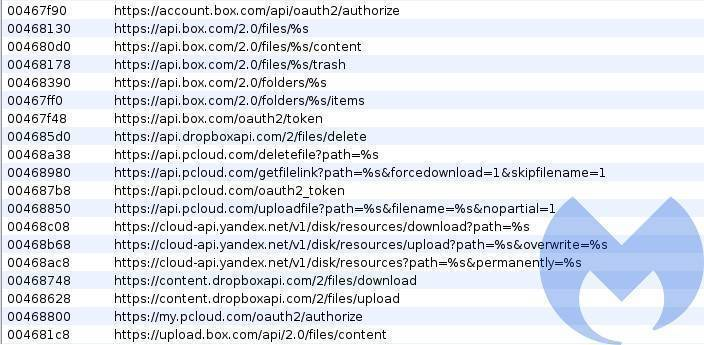 00467f90 https://account.box.com/api/oauth2/authorize
00468130 https://api.box.com/2.0/files/%s
004680d0 https://api.box.com/2.0/files/%s/content
00468178 https://api.box.com/2.0/files/%s/trash
00468390 https://api.box.com/2.0/folders/%s
00467ff0 https://api.box.com/2.0/folders/%s/items
00467f48 https://api.box.com/oauth2/token
004685d0 https://api.dropboxapi.com/2/files/delete
00468a38 https://api.pcloud.com/deletefile?path=%s
00468980 https://api.pcloud.com/getfilelink?path=%s&forcedownload=1&skipfilename=1
004687b8 https://api.pcloud.com/oauth2_token
00468850 https://api.pcloud.com/uploadfile?path=%s&filename=%s&nopartial=1
00468c08 https://cloud-api.yandex.net/v1/disk/resources/download?path=%s
00468b68 https://cloud-api.yandex.net/v1/disk/resources/upload?path=%s&overwrite=%s
00468ac8 https://cloud-api.yandex.net/v1/disk/resources?path=%s&permanently=%s
00468748 https://content.dropboxapi.com/2/files/download
00468628 https://content.dropboxapi.com/2/files/upload
00468800 https://my.pcloud.com/oauth2/authorize
004681c8 https://upload.box.com/api/2.0/files/content